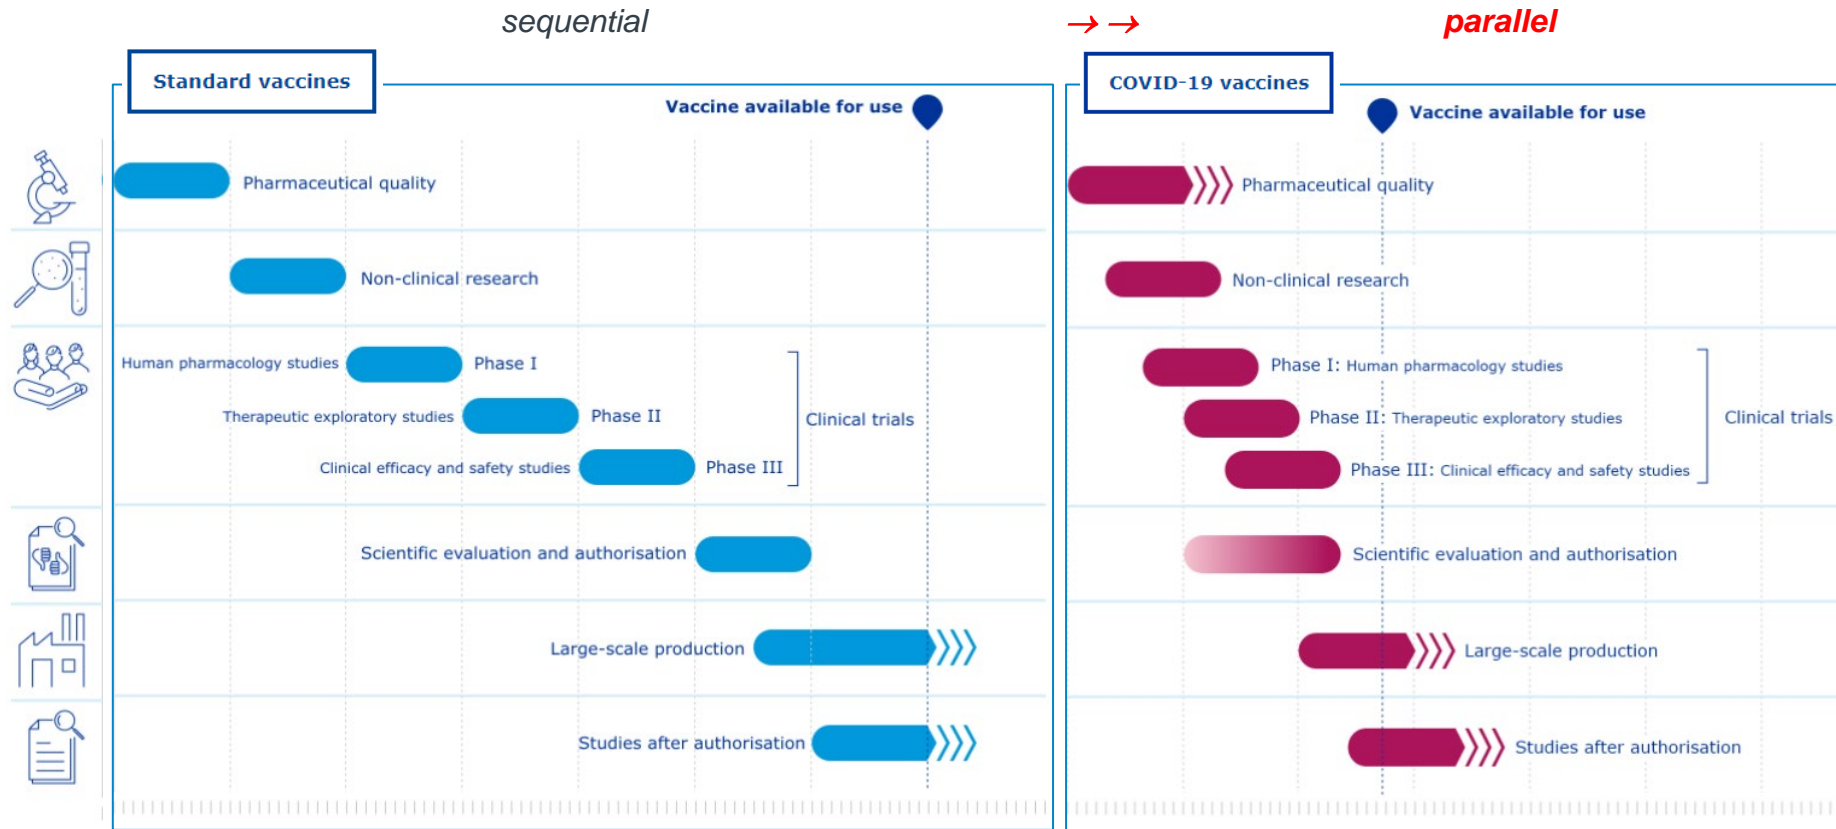 sequential
→ → parallel
Standard vaccines
Vaccine available for use
Pharmaceutical quality
Non-clinical research
Human pharmacology studies
Phase I
Therapeutic exploratory studies
Phase II
Clinical efficacy and safety studies
Phase III
Clinical trials
Scientific evaluation and authorisation
Large-scale production
Studies after authorisation
COVID-19 vaccines
Vaccine available for use
Pharmaceutical quality
Non-clinical research
Phase I: Human pharmacology studies
Phase II: Therapeutic exploratory studies
Phase III: Clinical efficacy and safety studies
Clinical trials
Scientific evaluation and authorisation
Large-scale production
Studies after authorisation